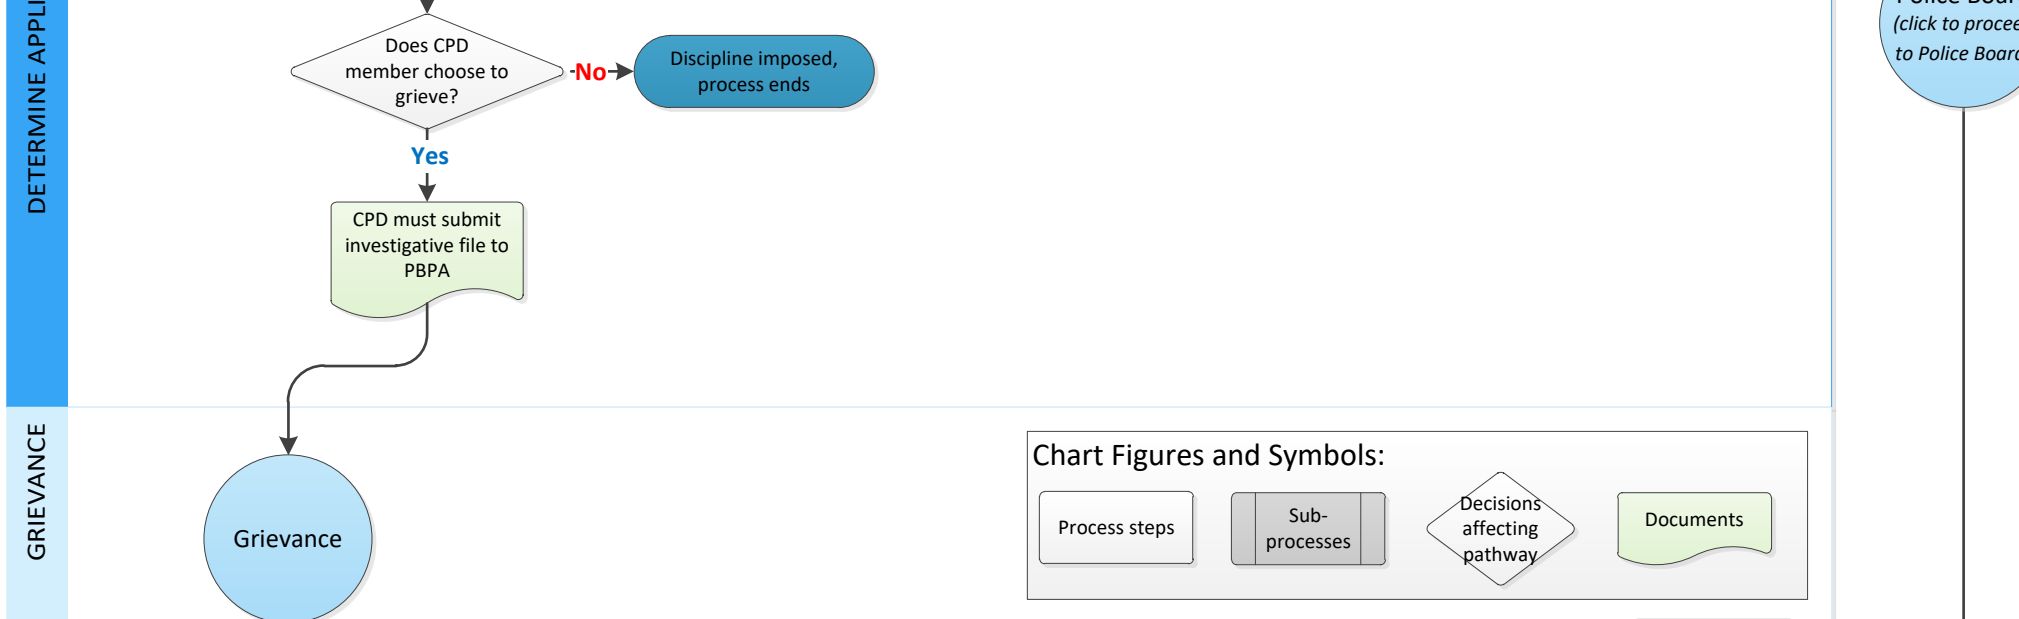 DETERMINE APPLI
Does CPD
member choose to
grieve?
No
Discipline imposed,
process ends
Yes
CPD must submit
investigative file to
PBPA
(click to procee
to Police Board
GRIEVANCE
Grievance
Chart Figures and Symbols:
Process steps
Sub-
processes
Decisions
affecting
pathway
Documents